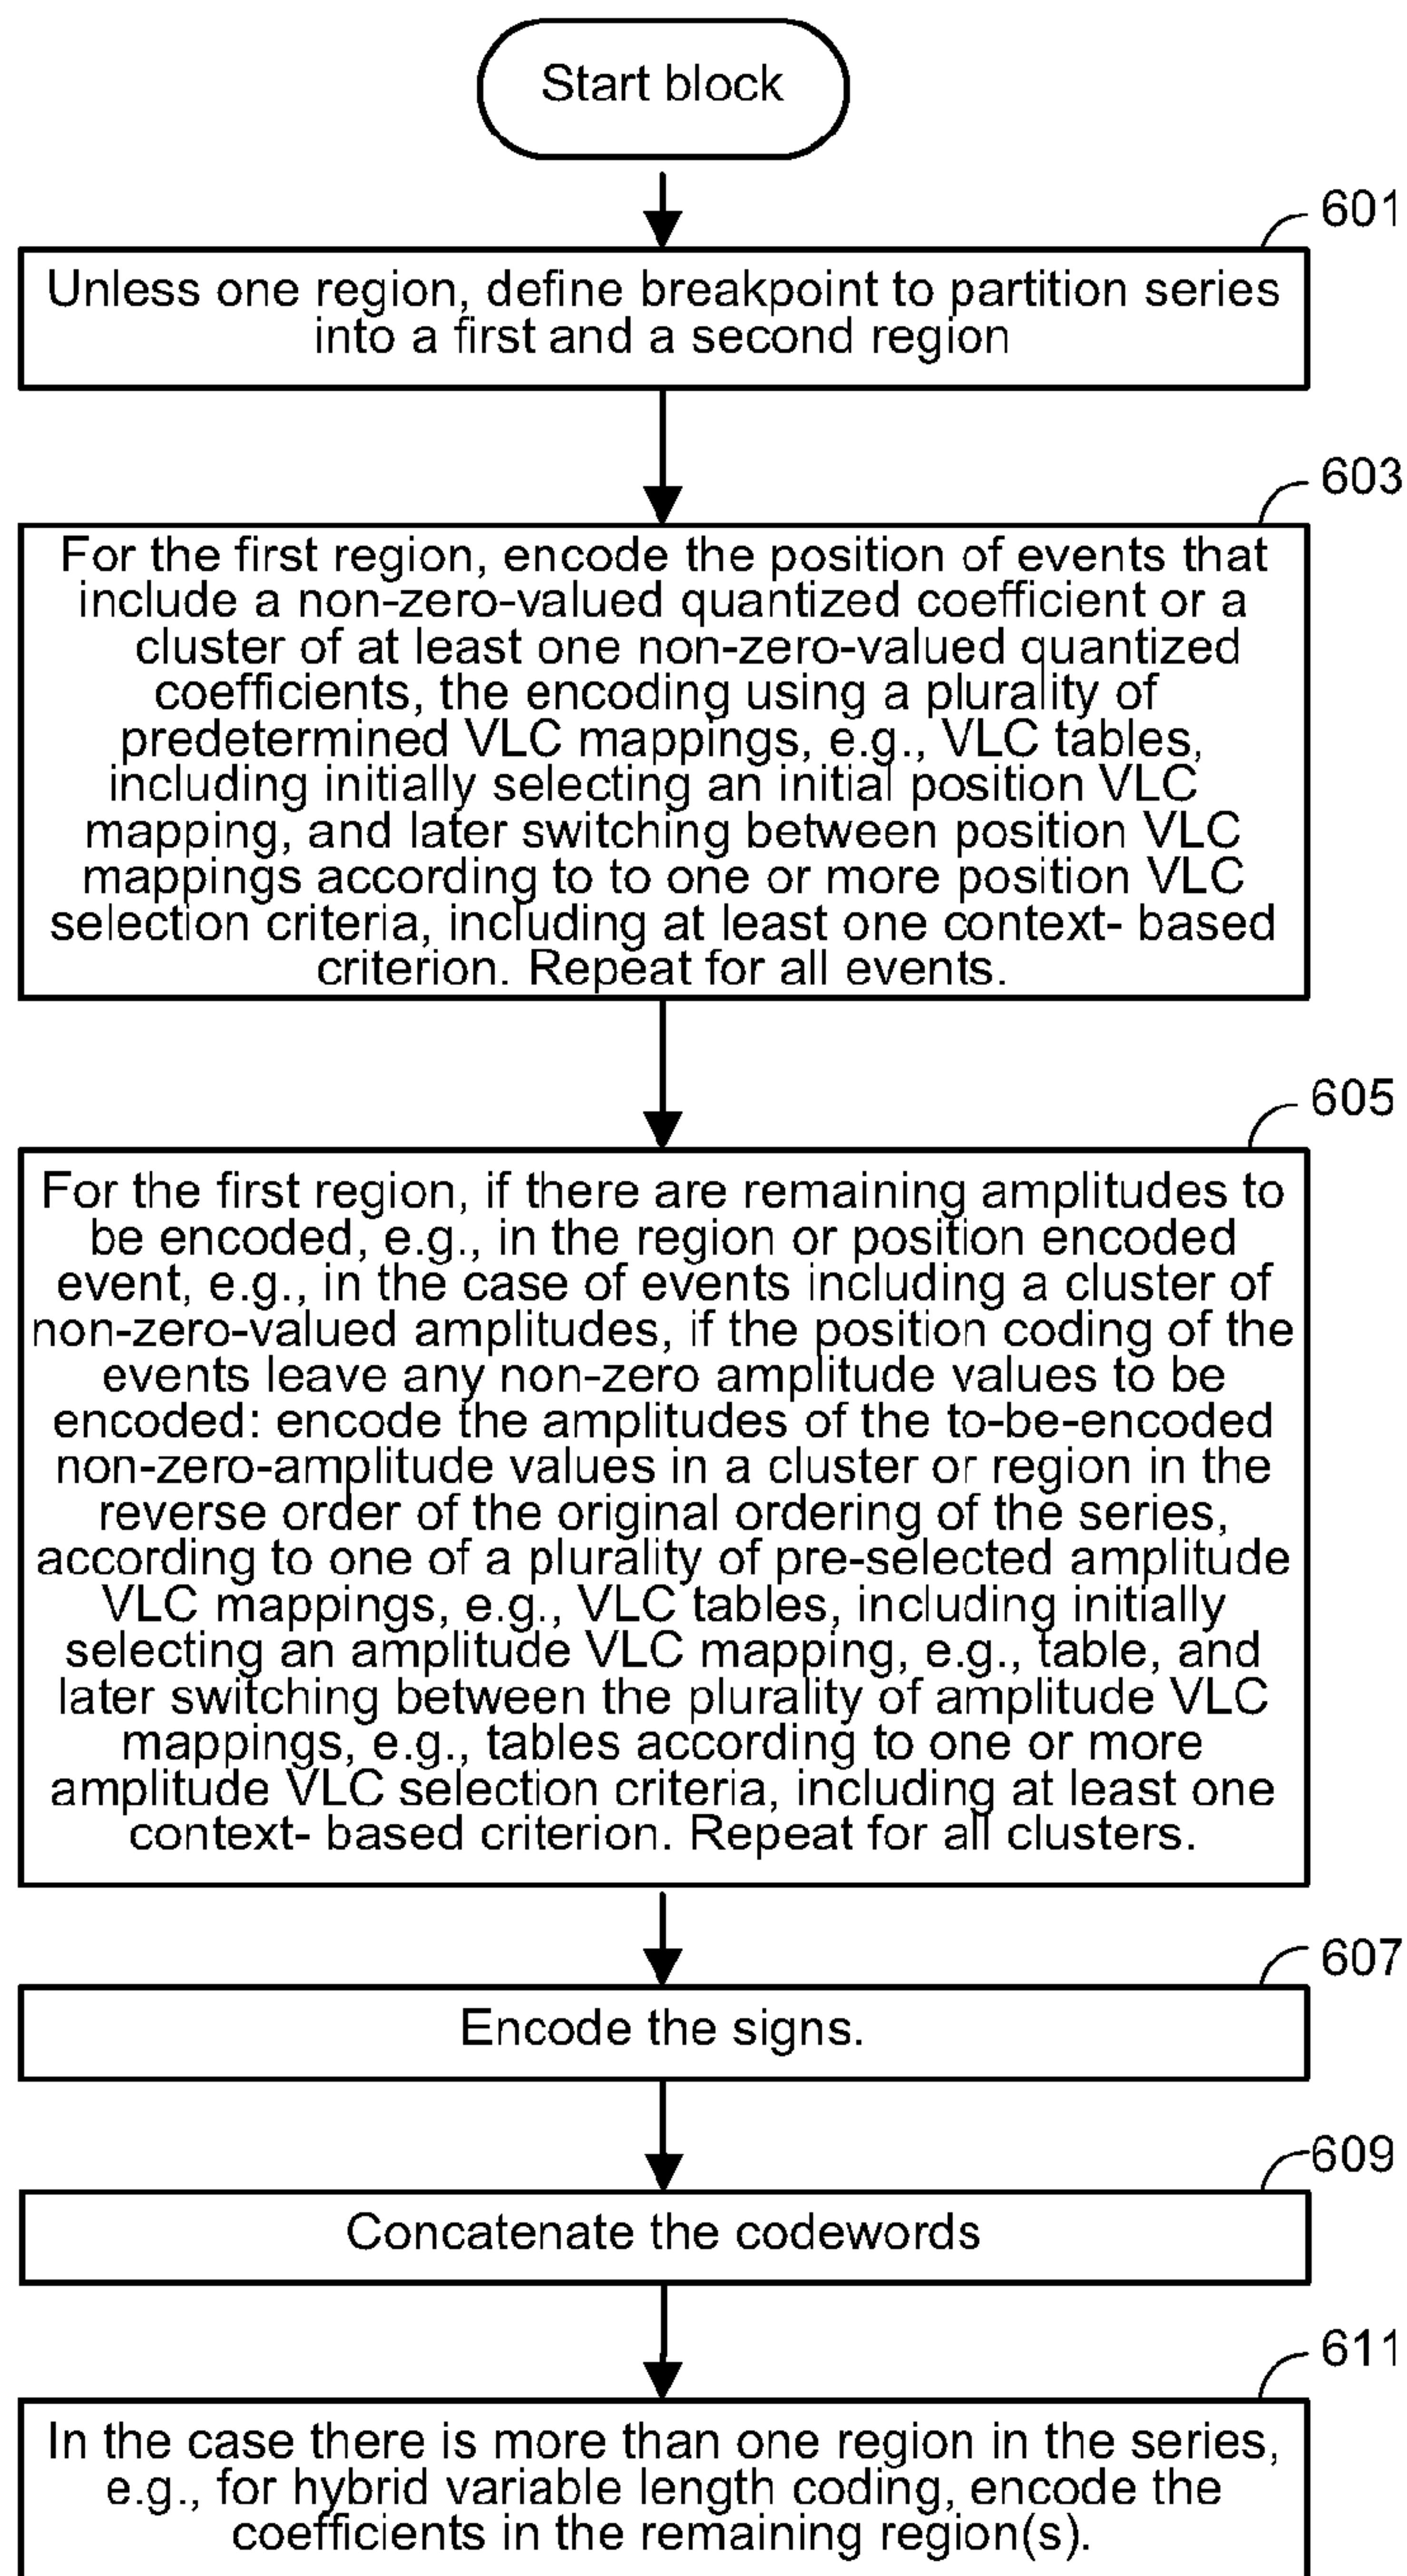 Start block
601
Unless one region, define breakpoint to partition series
into a first and a second region
603
For the first region, encode the position of events that
include a non-zero-valued quantized coefficient or a
cluster of at least one non-zero-valued quantized
coefficients, the encoding using a plurality of
predetermined VLC mappings, e.g., VLC tables,
including initially selecting an initial position VLC
mapping, and later switching between position VLC
mappings according to to one or more position VLC
selection criteria, including at least one context- based
criterion. Repeat for all events.
605
For the first region, if there are remaining amplitudes to
be encoded, e.g., in the region or position encoded
event, e.g., in the case of events including a cluster of
non-zero-valued amplitudes, if the position coding of the
events leave any non-zero amplitude values to be
encoded: encode the amplitudes of the to-be-encoded
non-zero-amplitude values in a cluster or region in the
reverse order of the original ordering of the series,
according to one of a plurality of pre-selected amplitude
VLC mappings, e.g., VLC tables, including initially
selecting an amplitude VLC mapping, e.g., table, and
later switching between the plurality of amplitude VLC
mappings, e.g., tables according to one or more
amplitude VLC selection criteria, including at least one
context- based criterion. Repeat for all clusters.
607
Encode the signs.
609
Concatenate the codewords
611
In the case there is more than one region in the series,
e.g., for hybrid variable length coding, encode the
coefficients in the remaining region(s).